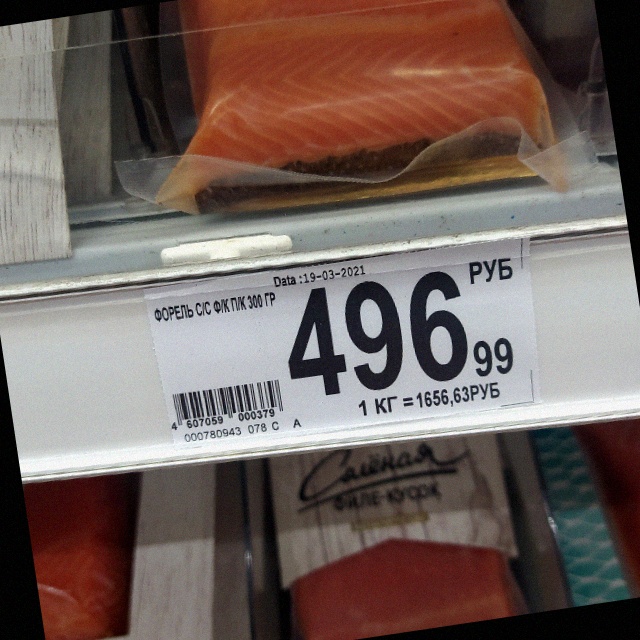 Data :19-03-2021
ФОРЕЛЬ С/С Ф/К П/К 300 ГР
496 99 РУБ
1 КГ =1656,63РУБ
4 607059 000379
000780943 078 С A
Солёная
ФИЛЕ-КУСОК